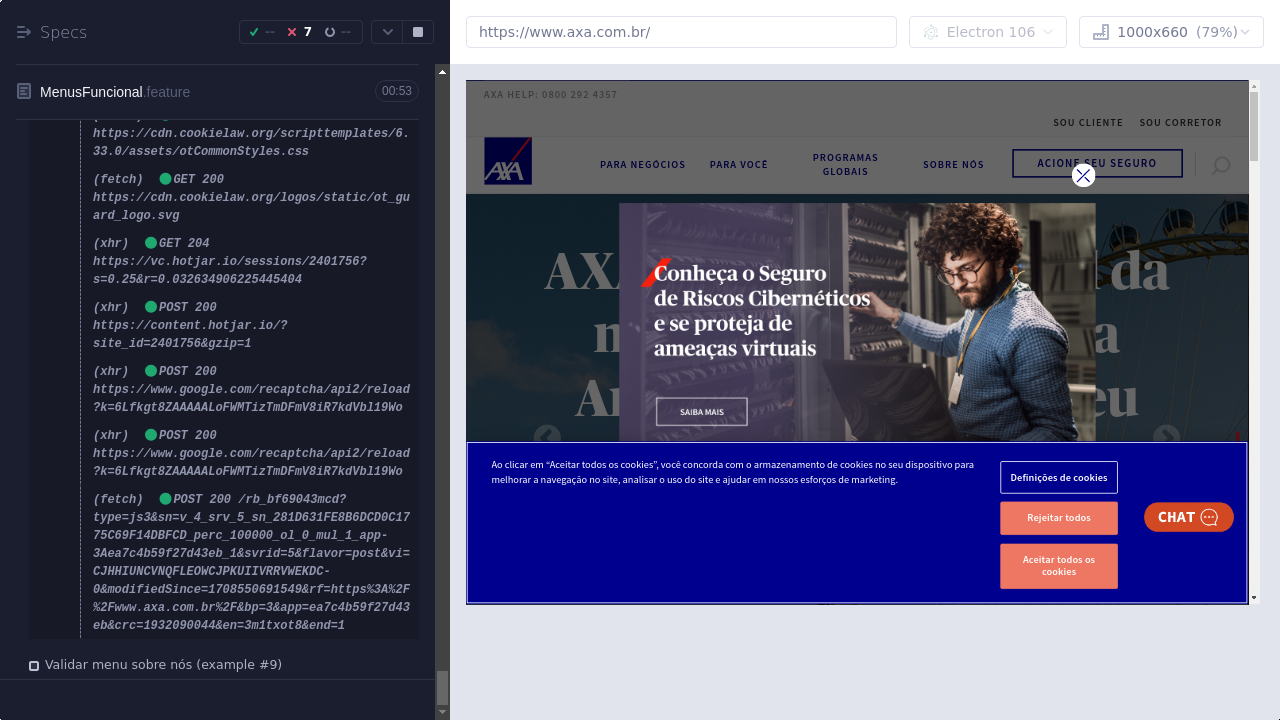 Specs
--
7
--
MenusFuncional.feature
00:53
https://cdn.cookielaw.org/scripttemplates/6.
33.0/assets/otCommonStyles.css
(fetch) GET 200
https://cdn.cookielaw.org/logos/static/ot_gu
ard_logo.svg
(xhr) GET 204
https://vc.hotjar.io/sessions/2401756?
s=0.25&r=0.032634906225445404
(xhr) POST 200
https://content.hotjar.io/?
site_id=2401756&gzip=1
(xhr) POST 200
https://www.google.com/recaptcha/api2/reload
?k=6Lfkgt8ZAAAAALoFWMTizTmDFmV8iR7kdVbl19Wo
(xhr) POST 200
https://www.google.com/recaptcha/api2/reload
?k=6Lfkgt8ZAAAAALoFWMTizTmDFmV8iR7kdVbl19Wo
(fetch) POST 200 /rb_bf69043mcd?
type=js3&sn=v_4_srv_5_sn_281D631FE8B6DCD0C17
75C69F14DBFCD_perc_100000_ol_0_mul_1_app-
3Aea7c4b59f27d43eb_1&svrid=5&flavor=post&vi=
CJHHIUNCVNQFLEOWCJPKUIIVRRVWEKDC-
0&modifiedSince=1708550691549&rf=https%3A%2F
%2Fwww.axa.com.br%2F&bp=3&app=ea7c4b59f27d43
eb&crc=1932090044&en=3m1txot8&end=1
Validar menu sobre nós (example #9)
https://www.axa.com.br/
Electron 106
1000x660 (79%)
AXA HELP: 0800 292 4357
SOU CLIENTE
SOU CORRETOR
AXA
PARA NEGÓCIOS
PARA VOCÊ
PROGRAMAS
GLOBAIS
SOBRE NÓS
ACIONE SEU SEGURO
AX
da
Conheça o Seguro
de Riscos Cibernéticos
e se proteja de
ameaças virtuais
SAIBA MAIS
Ao clicar em “Aceitar todos os cookies”, você concorda com o armazenamento de cookies no seu dispositivo para
melhorar a navegação no site, analisar o uso do site e ajudar em nossos esforços de marketing.
Definições de cookies
Rejeitar todos
Aceitar todos os
cookies
CHAT